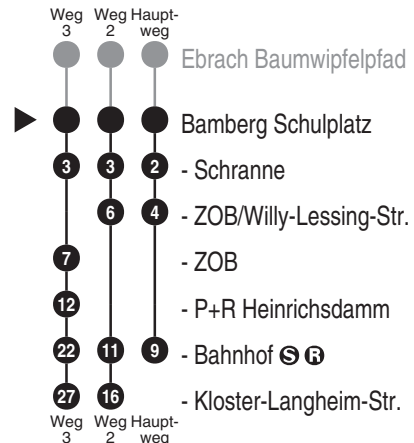 Weg Weg Haupt-
3 2 weg
Ebrach Baumwipfelpfad
Bamberg Schulplatz
3 3 2 - Schranne
6 4 - ZOB/Willy-Lessing-Str.
7 - ZOB
12 - P+R Heinrichsdamm
22 11 9 - Bahnhof S R
27 16 - Kloster-Langheim-Str.
Weg Weg Haupt-
3 2 weg